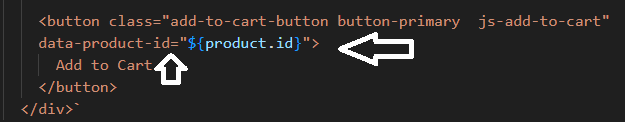 <button class="add-to-cart-button button-primary  js-add-to-cart"
data-product-id="${product.id}">
Add to Cart
</button>
</div>`